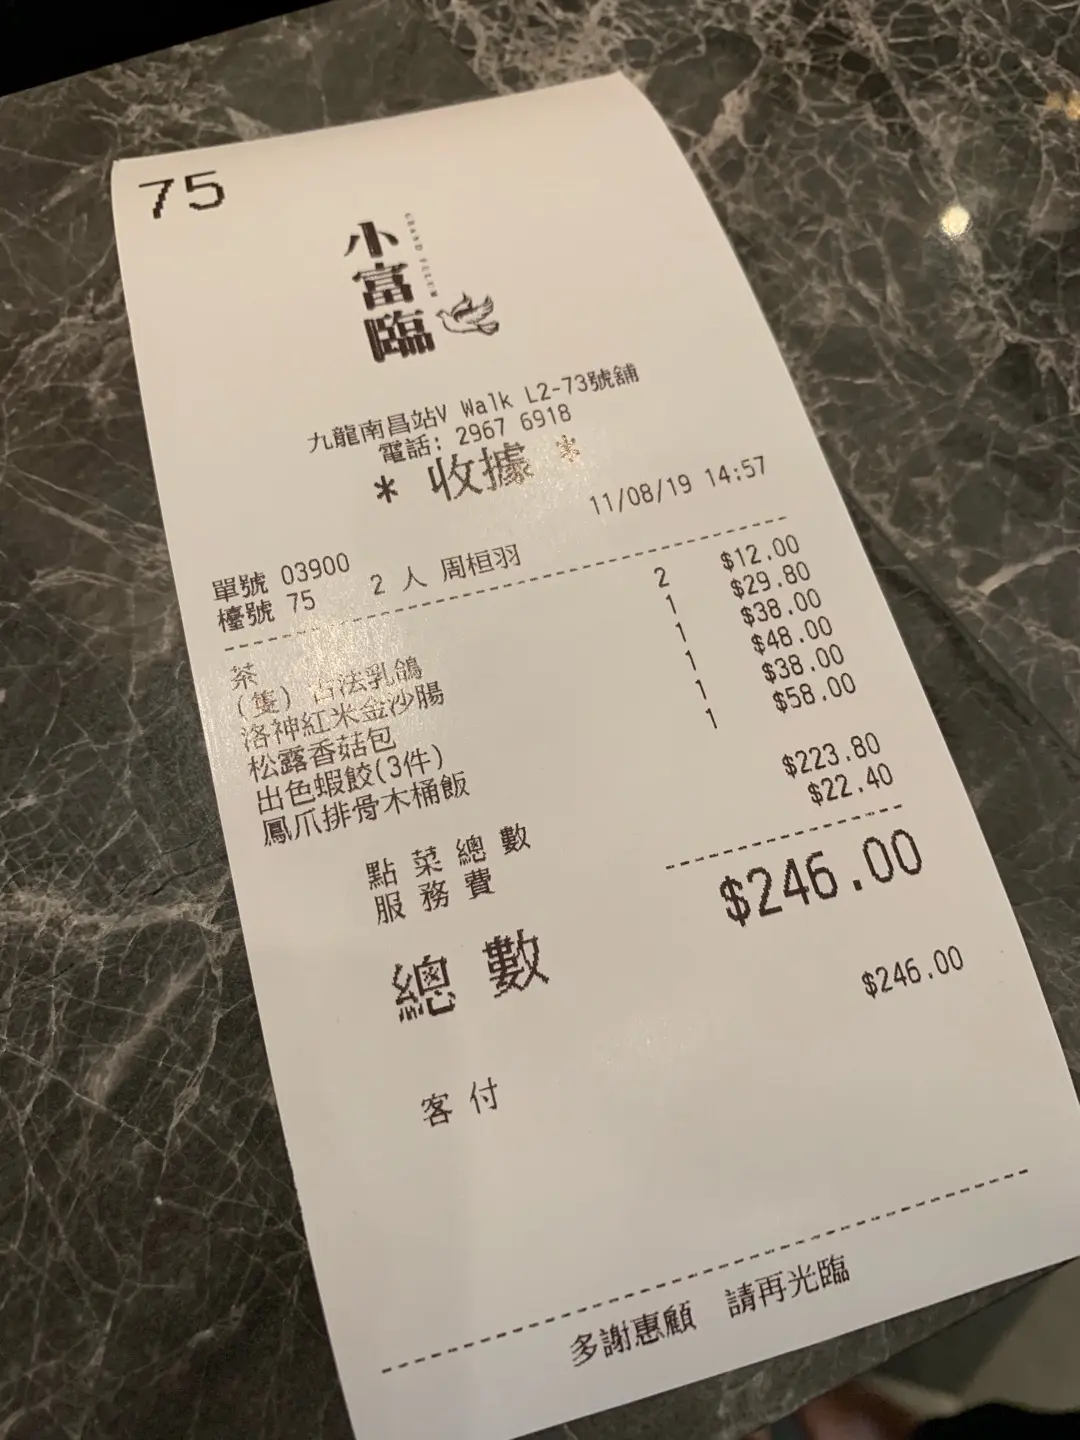 75
小富臨
GRAND FULUM
九龍南昌站V Walk L2-73號舖
電話: 2967 6918
* 收據 *
11/08/19 14:57
單號 03900
檯號 75 2 人 周桓羽
茶 2 $12.00
(隻) 古法乳鴿 1 $29.80
洛神紅米金沙腸 1 $38.00
松露香菇包 1 $48.00
出色蝦餃(3件) 1 $38.00
鳳爪排骨木桶飯 1 $58.00
點菜總數 $223.80
服務費 $22.40
總數 $246.00
客付 $246.00
多謝惠顧 請再光臨